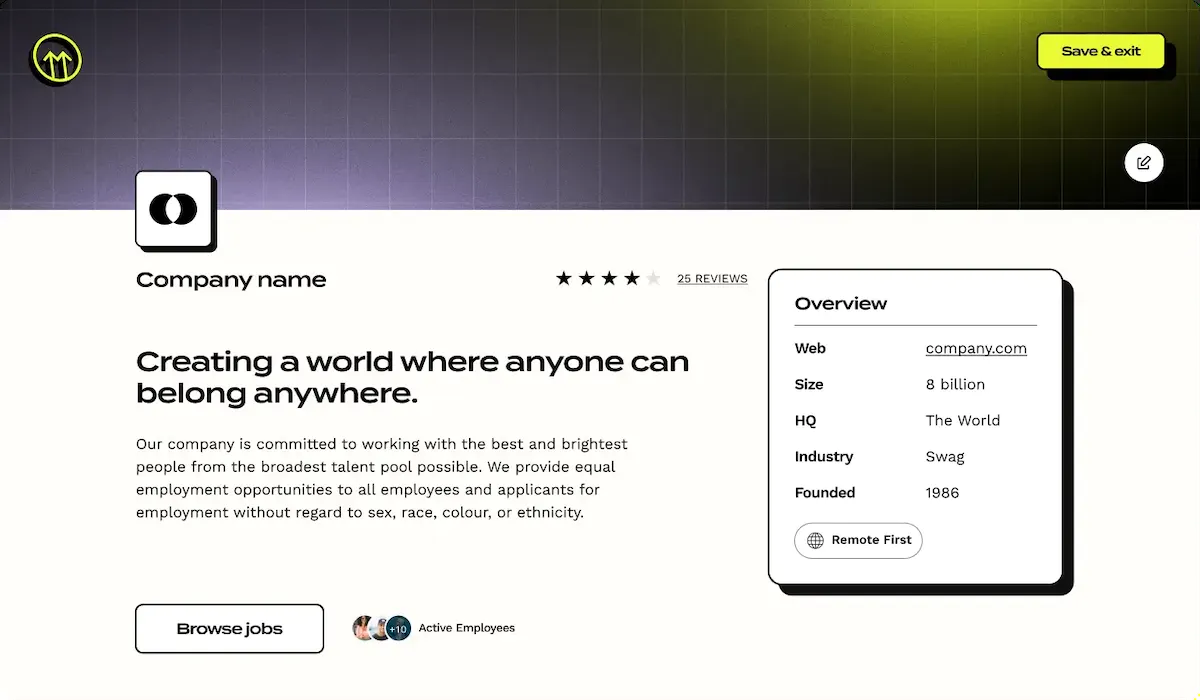 Save & exit
Company name
25 REVIEWS
Creating a world where anyone can
belong anywhere.
Our company is committed to working with the best and brightest
people from the broadest talent pool possible. We provide equal
employment opportunities to all employees and applicants for
employment without regard to sex, race, colour, or ethnicity.
Browse jobs
+10 Active Employees
Overview
Web company.com
Size 8 billion
HQ The World
Industry Swag
Founded 1986
Remote First